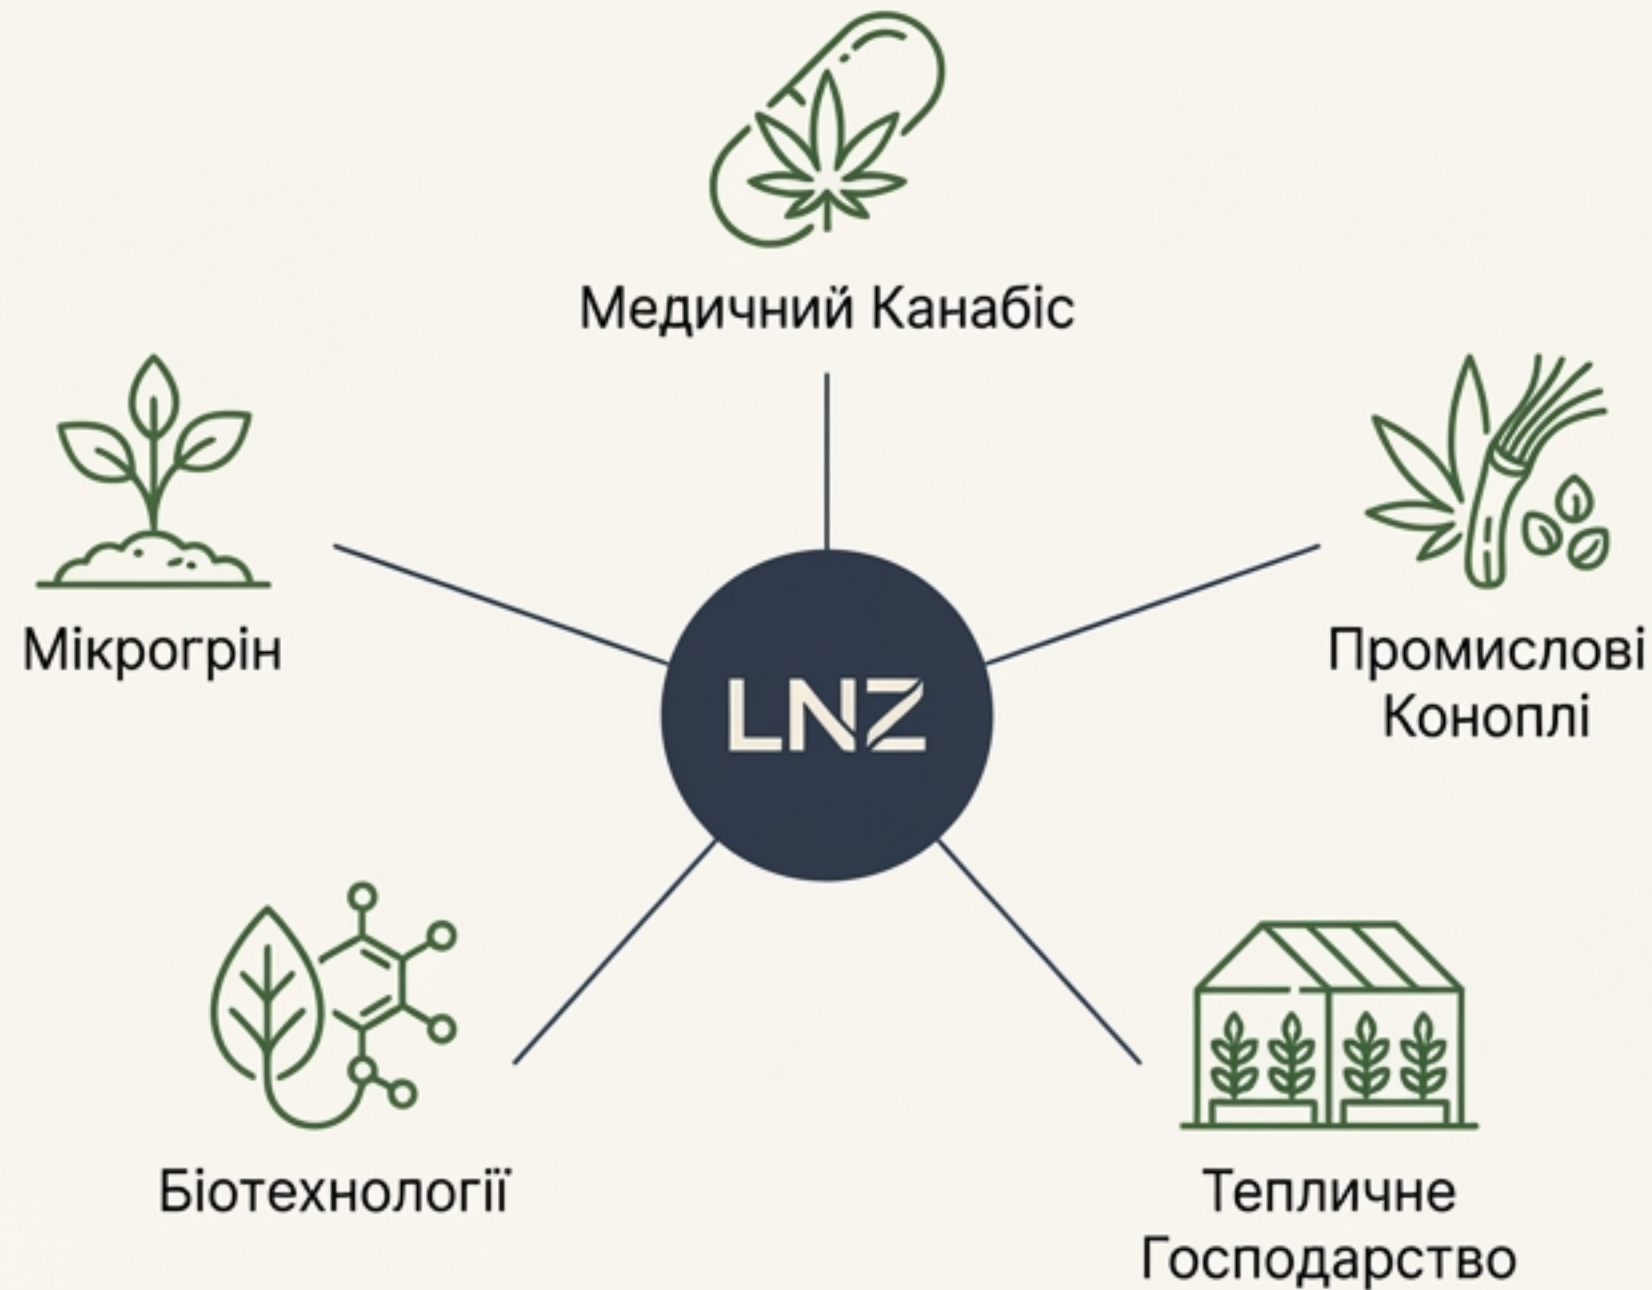 Медичний Канабіс
Мікрогрін
Промислові
Коноплі
LNZ
Біотехнології
Тепличне
Господарство